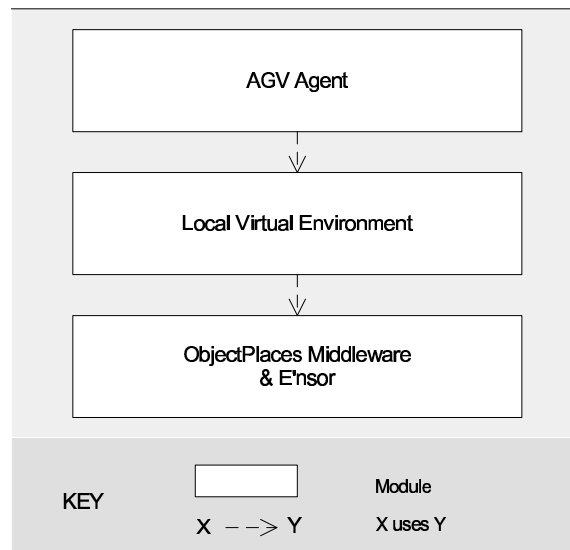 AGV Agent
Local Virtual Environment
ObjectPlaces Middleware
& E'nsor
KEY
Module
X --> Y
X uses Y